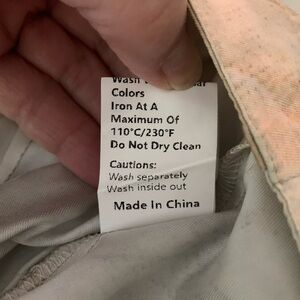 Wash
Colors
Iron At A
Maximum Of
110°C/230°F
Do Not Dry Clean
Cautions:
Wash separately
Wash inside out
Made In China